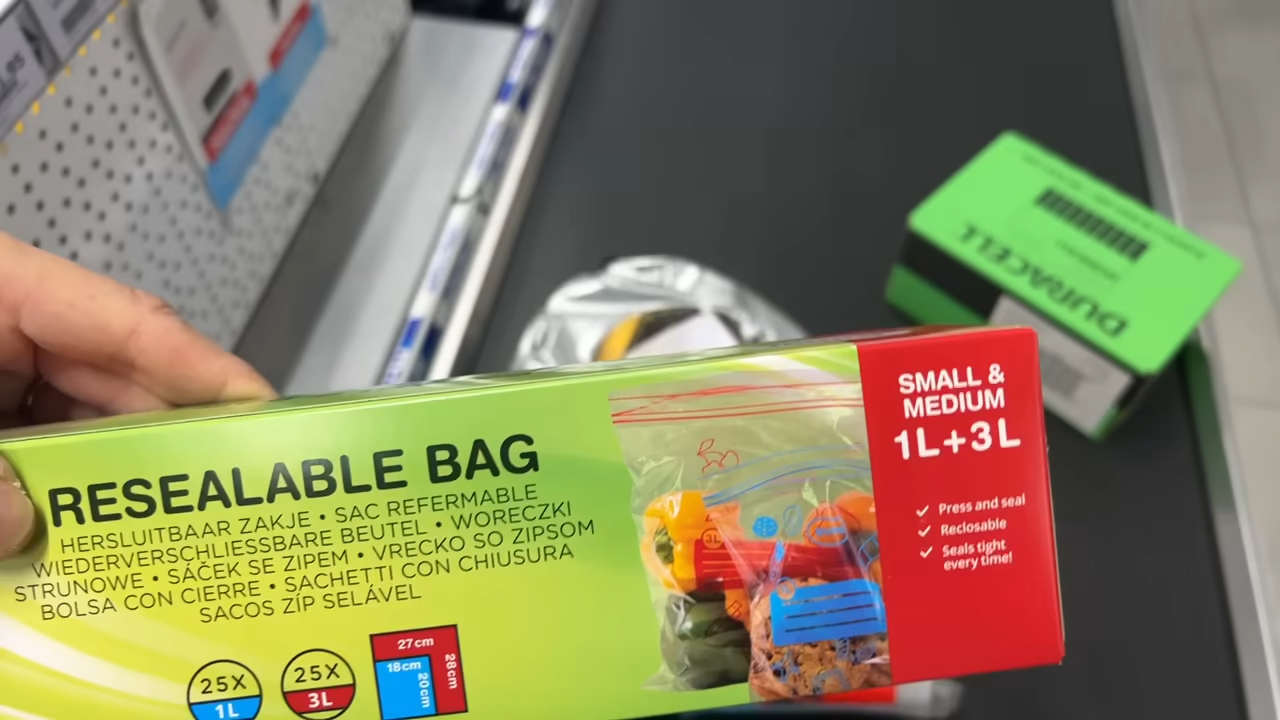 RESEALABLE BAG
HERSLUITBAAR ZAKJE • SAC REFERMABLE
WIEDERVERSCHLIESSBARE BEUTEL • WORECZKI
STRUNOWE • SÁČEK SE ZIPEM • VRECKO SO ZIPSOM
BOLSA CON CIERRE • SACHETTI CON CHIUSURA
SACOS ZÍP SELÁVEL
25X
1L
25X
3L
27cm
18cm
20cm
28cm
3L
SMALL &
MEDIUM
1L+3L
✓ Press and seal
✓ Reclosable
✓ Seals tight
every time!
DURACELL